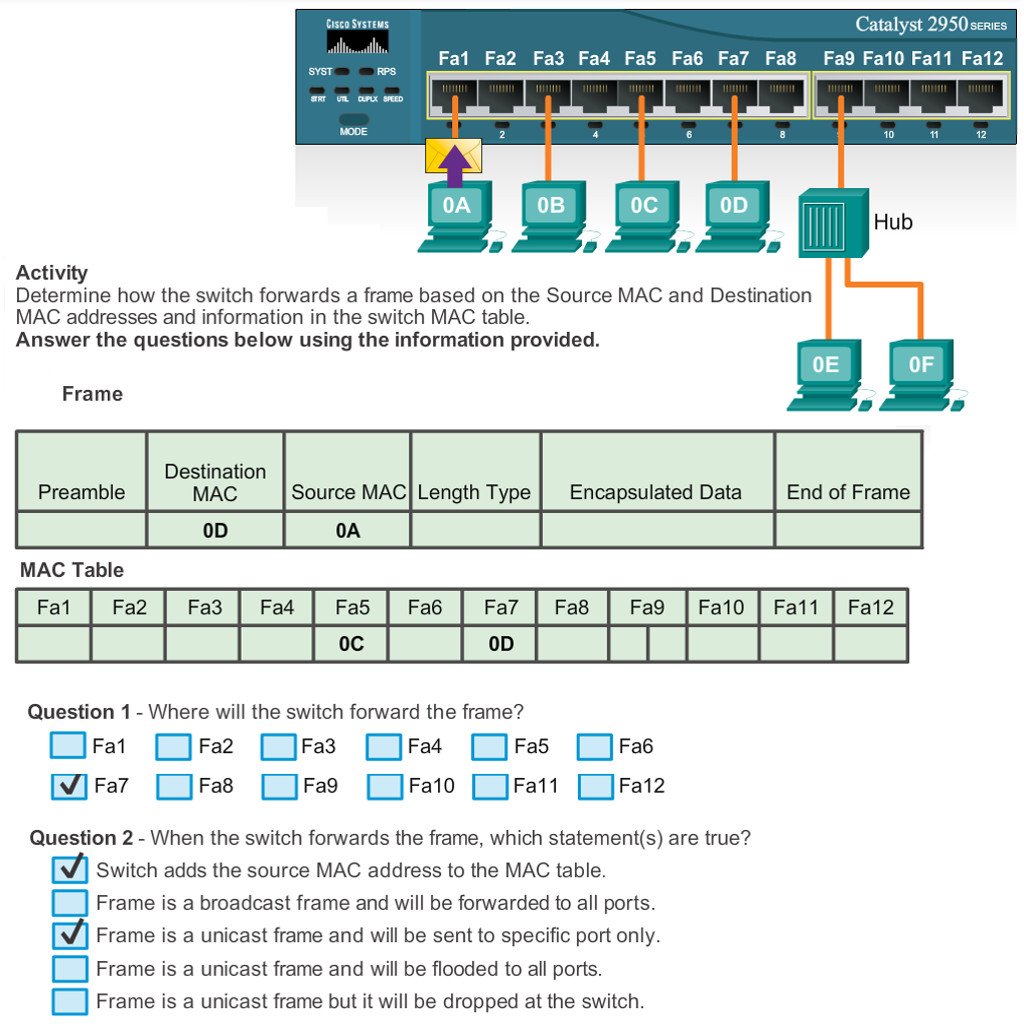 CISCO SYSTEMS
Catalyst 2950 SERIES
Fa1 Fa2 Fa3 Fa4 Fa5 Fa6 Fa7 Fa8 Fa9 Fa10 Fa11 Fa12
SYST RPS
STRT UTIL DUPLX SPEED
MODE
2 4 6 8 9 10 11 12
0A 0B 0C 0D
Hub
0E 0F
Activity
Determine how the switch forwards a frame based on the Source MAC and Destination
MAC addresses and information in the switch MAC table.
Answer the questions below using the information provided.
Frame
Preamble Destination MAC Source MAC Length Type Encapsulated Data End of Frame
0D 0A
MAC Table
Fa1 Fa2 Fa3 Fa4 Fa5 Fa6 Fa7 Fa8 Fa9 Fa10 Fa11 Fa12
0C 0D
Question 1 - Where will the switch forward the frame?
Fa1 Fa2 Fa3 Fa4 Fa5 Fa6
Fa7 Fa8 Fa9 Fa10 Fa11 Fa12
Question 2 - When the switch forwards the frame, which statement(s) are true?
Switch adds the source MAC address to the MAC table.
Frame is a broadcast frame and will be forwarded to all ports.
Frame is a unicast frame and will be sent to specific port only.
Frame is a unicast frame and will be flooded to all ports.
Frame is a unicast frame but it will be dropped at the switch.